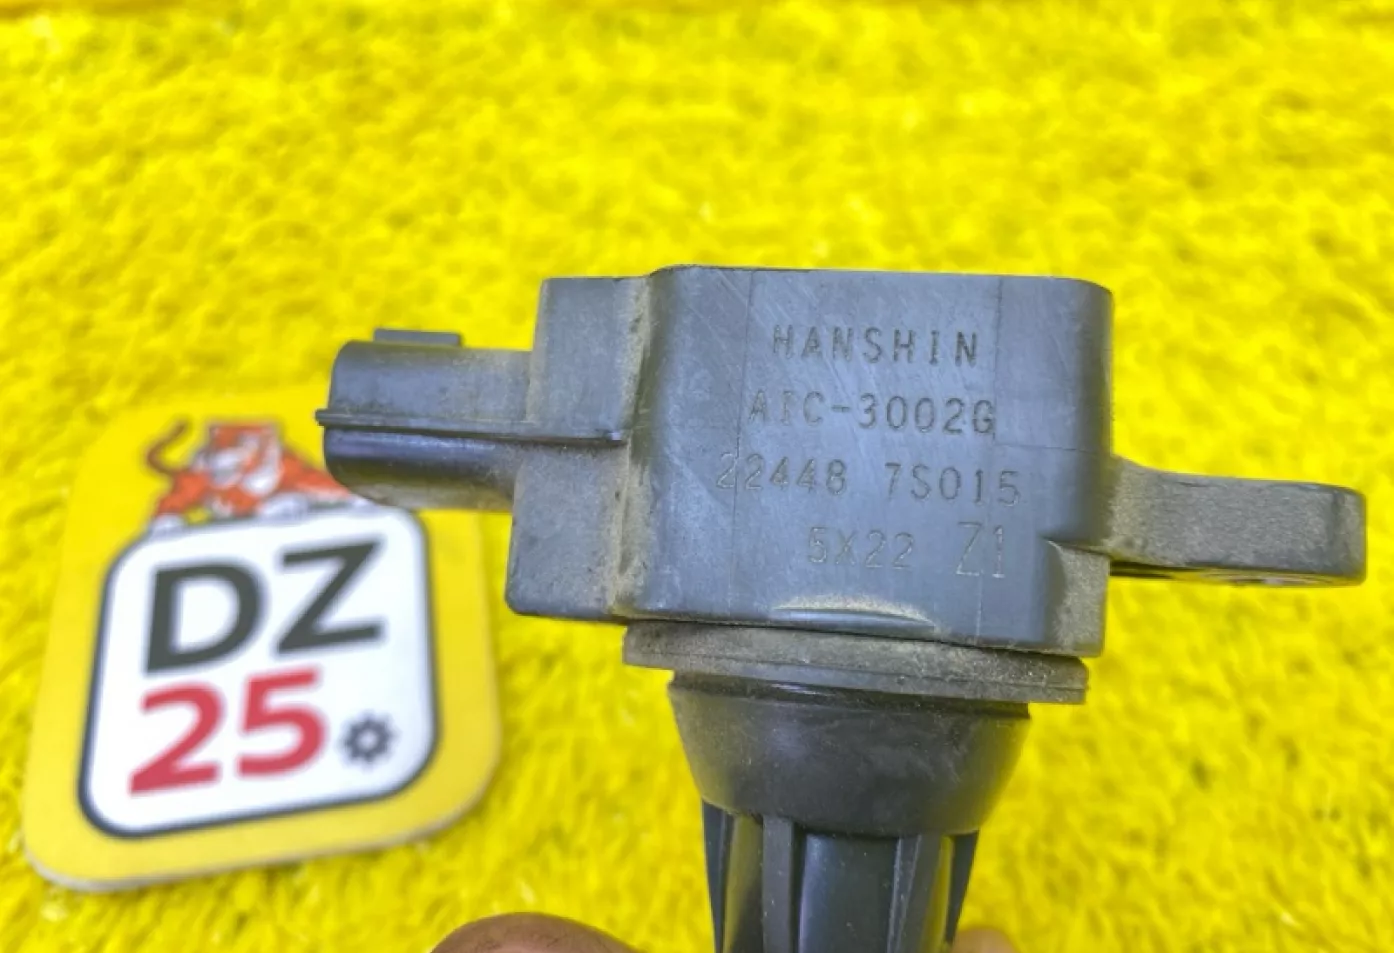 HANSHIN
AIC-3002G
22448 7S015
5X22 Z1
DZ
25